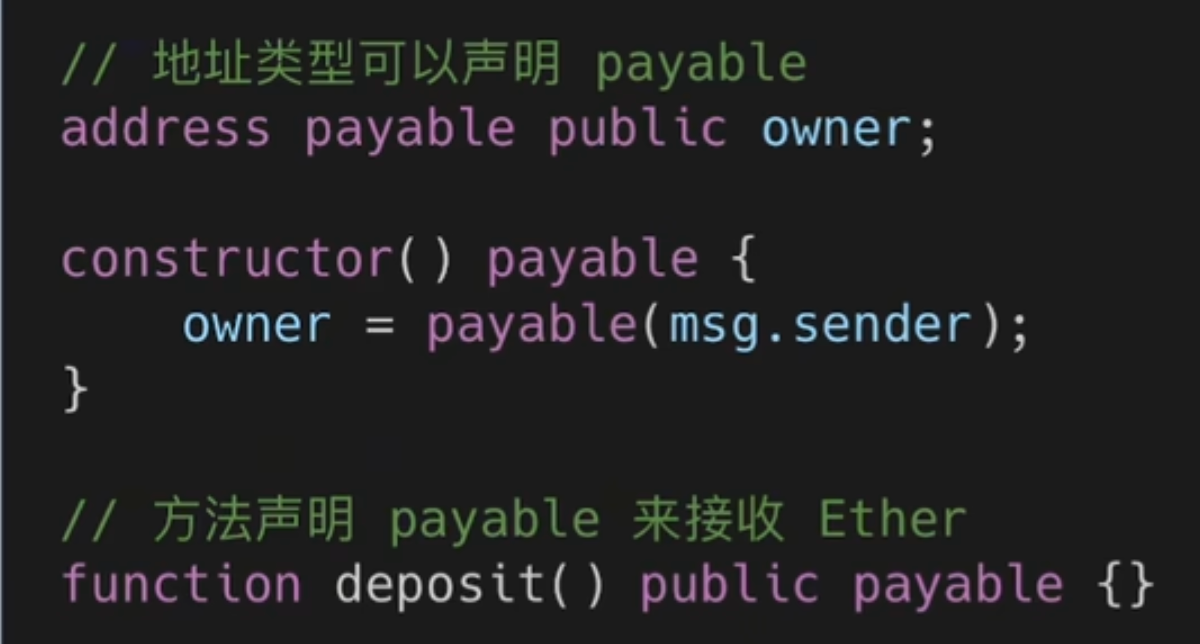 // 地址类型可以声明 payable
address payable public owner;
constructor() payable {
    owner = payable(msg.sender);
}
// 方法声明 payable 来接收 Ether
function deposit() public payable {}